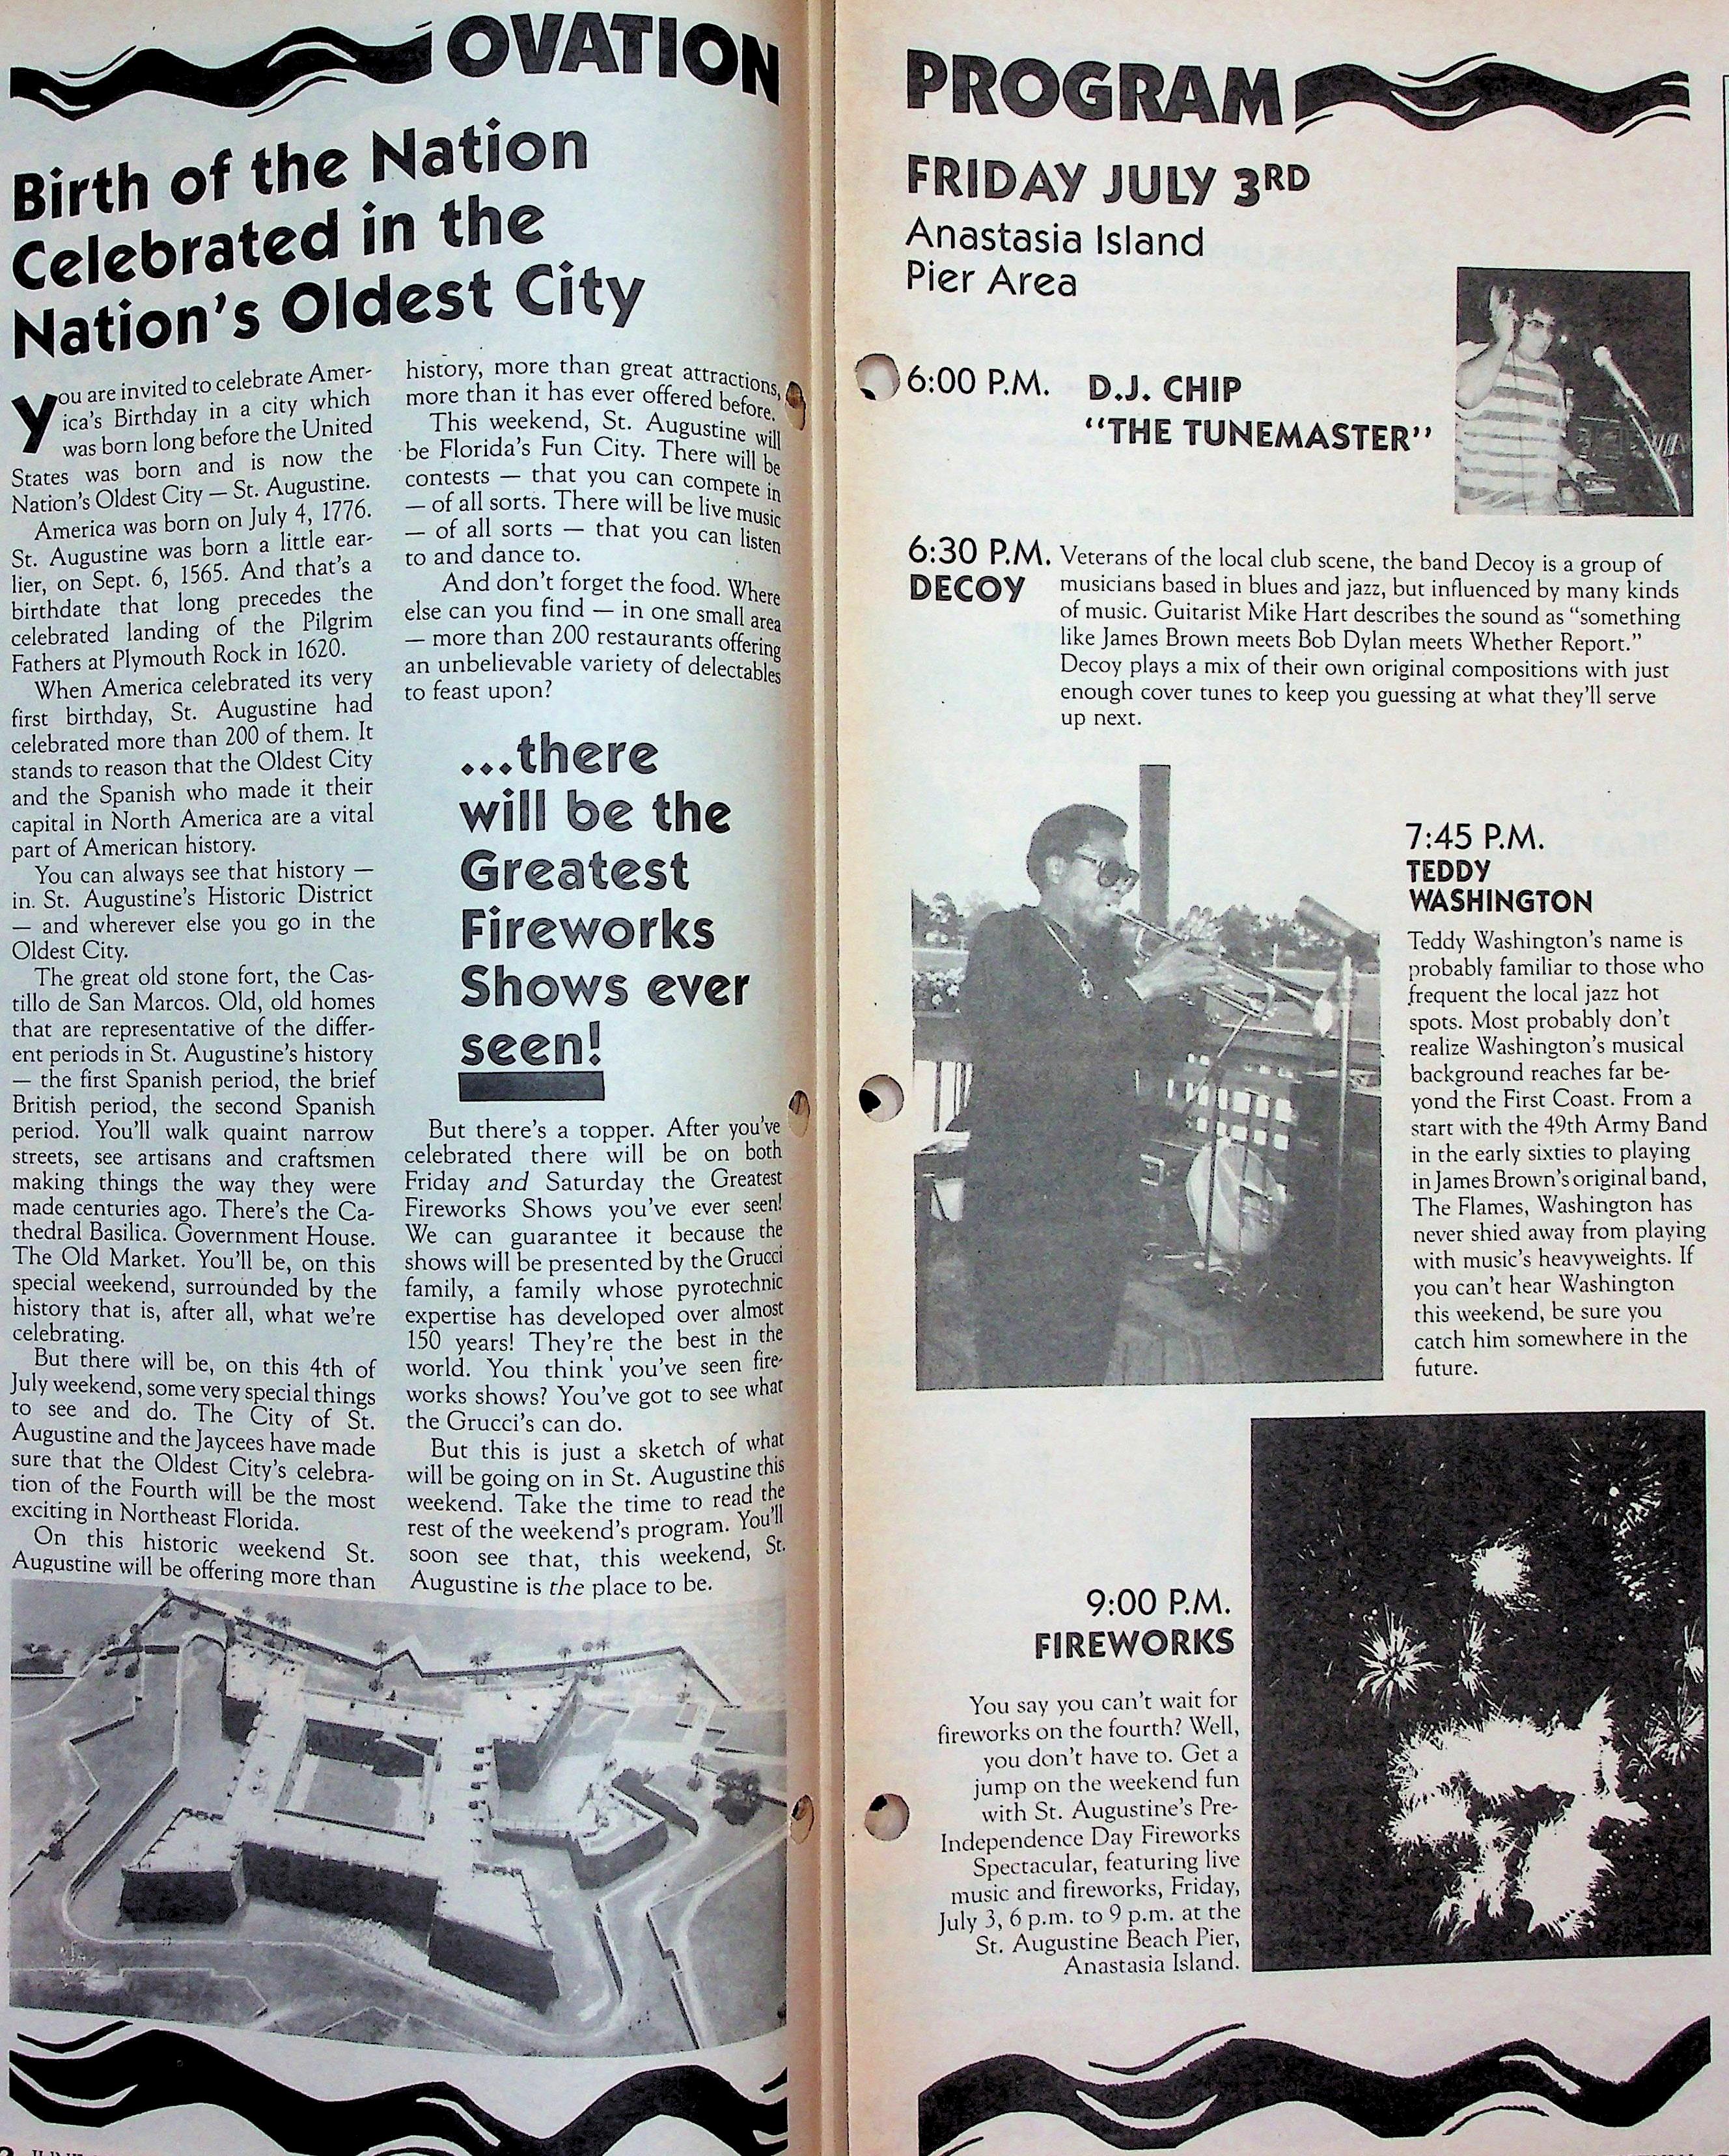 OVATION
Birth of the Nation
Celebrated in the
Nation's Oldest City
You are invited to celebrate Amer-
ica's Birthday in a city which
was born long before the United
States was born and is now the
Nation's Oldest City — St. Augustine.
America was born on July 4, 1776.
St. Augustine was born a little ear-
lier, on Sept. 6, 1565. And that's a
birthdate that long precedes the
celebrated landing of the Pilgrim
Fathers at Plymouth Rock in 1620.
When America celebrated its very
first birthday, St. Augustine had
celebrated more than 200 of them. It
stands to reason that the Oldest City
and the Spanish who made it their
capital in North America are a vital
part of American history.
You can always see that history —
in St. Augustine's Historic District
— and wherever else you go in the
Oldest City.
The great old stone fort, the Cas-
tillo de San Marcos. Old, old homes
that are representative of the differ-
ent periods in St. Augustine's history
— the first Spanish period, the brief
British period, the second Spanish
period. You'll walk quaint narrow
streets, see artisans and craftsmen
making things the way they were
made centuries ago. There's the Ca-
thedral Basilica. Government House.
The Old Market. You'll be, on this
special weekend, surrounded by the
history that is, after all, what we're
celebrating.
But there will be, on this 4th of
July weekend, some very special things
to see and do. The City of St.
Augustine and the Jaycees have made
sure that the Oldest City's celebra-
tion of the Fourth will be the most
exciting in Northeast Florida.
On this historic weekend St.
Augustine will be offering more than
history, more than great attractions,
more than it has ever offered before.
This weekend, St. Augustine will
be Florida's Fun City. There will be
contests — that you can compete in
— of all sorts. There will be live music
— of all sorts — that you can listen
to and dance to.
And don't forget the food. Where
else can you find — in one small area
— more than 200 restaurants offering
an unbelievable variety of delectables
to feast upon?
...there
will be the
Greatest
Fireworks
Shows ever
seen!
But there's a topper. After you've
celebrated there will be on both
Friday and Saturday the Greatest
Fireworks Shows you've ever seen!
We can guarantee it because the
shows will be presented by the Grucci
family, a family whose pyrotechnic
expertise has developed over almost
150 years! They're the best in the
world. You think you've seen fire-
works shows? You've got to see what
the Grucci's can do.
But this is just a sketch of what
will be going on in St. Augustine this
weekend. Take the time to read the
rest of the weekend's program. You'll
soon see that, this weekend, St.
Augustine is the place to be.
PROGRAM
FRIDAY JULY 3RD
Anastasia Island
Pier Area
6:00 P.M. D.J. CHIP
"THE TUNEMASTER"
6:30 P.M.
DECOY
Veterans of the local club scene, the band Decoy is a group of
musicians based in blues and jazz, but influenced by many kinds
of music. Guitarist Mike Hart describes the sound as "something
like James Brown meets Bob Dylan meets Whether Report."
Decoy plays a mix of their own original compositions with just
enough cover tunes to keep you guessing at what they'll serve
up next.
7:45 P.M.
TEDDY
WASHINGTON
Teddy Washington's name is
probably familiar to those who
frequent the local jazz hot
spots. Most probably don't
realize Washington's musical
background reaches far be-
yond the First Coast. From a
start with the 49th Army Band
in the early sixties to playing
in James Brown's original band,
The Flames, Washington has
never shied away from playing
with music's heavyweights. If
you can't hear Washington
this weekend, be sure you
catch him somewhere in the
future.
9:00 P.M.
FIREWORKS
You say you can't wait for
fireworks on the fourth? Well,
you don't have to. Get a
jump on the weekend fun
with St. Augustine's Pre-
Independence Day Fireworks
Spectacular, featuring live
music and fireworks, Friday,
July 3, 6 p.m. to 9 p.m. at the
St. Augustine Beach Pier,
Anastasia Island.